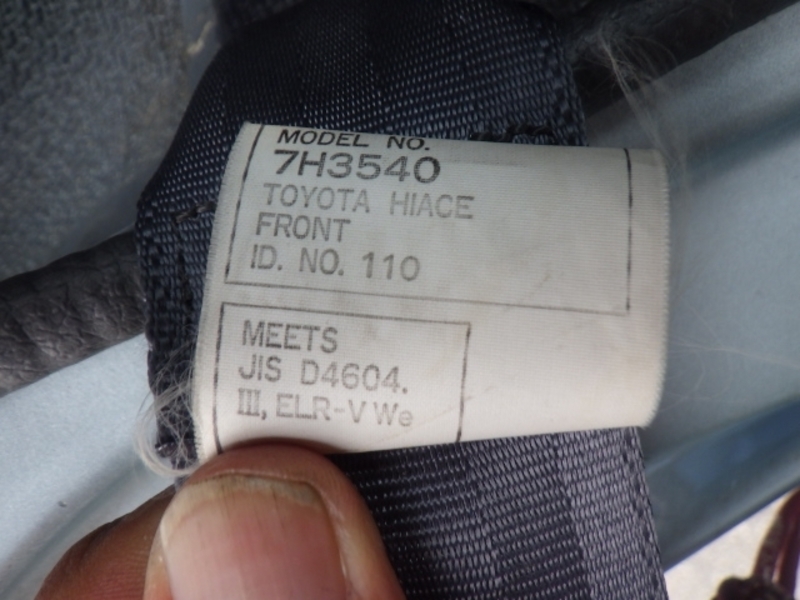 MODEL NO.
7H3540
TOYOTA HIACE
FRONT
ID. NO. 110
MEETS
JIS D4604.
III, ELR-V We